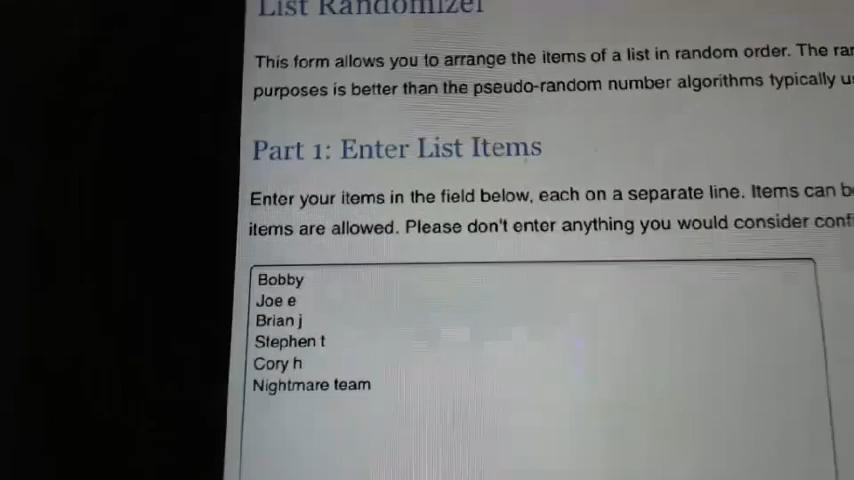 List Randomizer
This form allows you to arrange the items of a list in random order. The
purposes is better than the pseudo-random number algorithms typically
Part 1: Enter List Items
Enter your items in the field below, each on a separate line. Items can
items are allowed. Please don't enter anything you would consider
Bobby
Joe e
Brian j
Stephen t
Cory h
Nightmare team